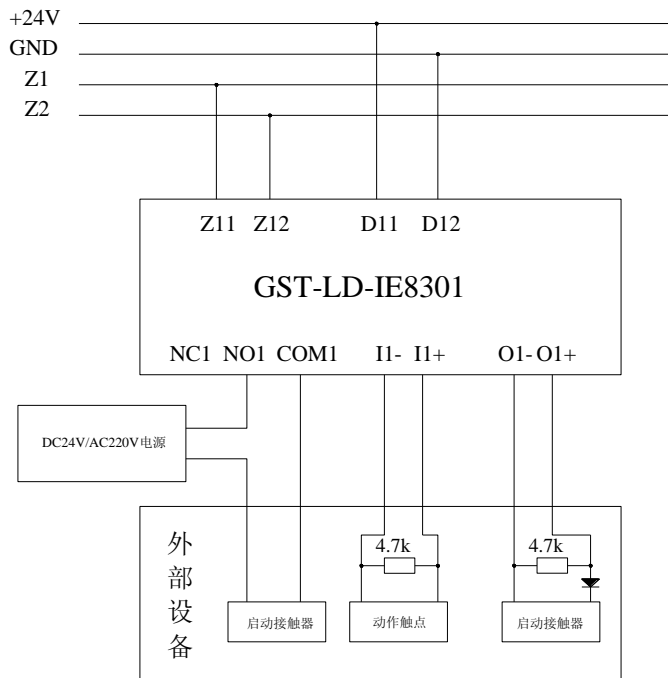 +24V
GND
Z1
Z2
Z11 Z12 D11 D12
GST-LD-IE8301
NC1 NO1 COM1 I1- I1+ O1- O1+
DC24V/AC220V电源
外部设备
4.7k 4.7k
启动接触器 动作触点 启动接触器